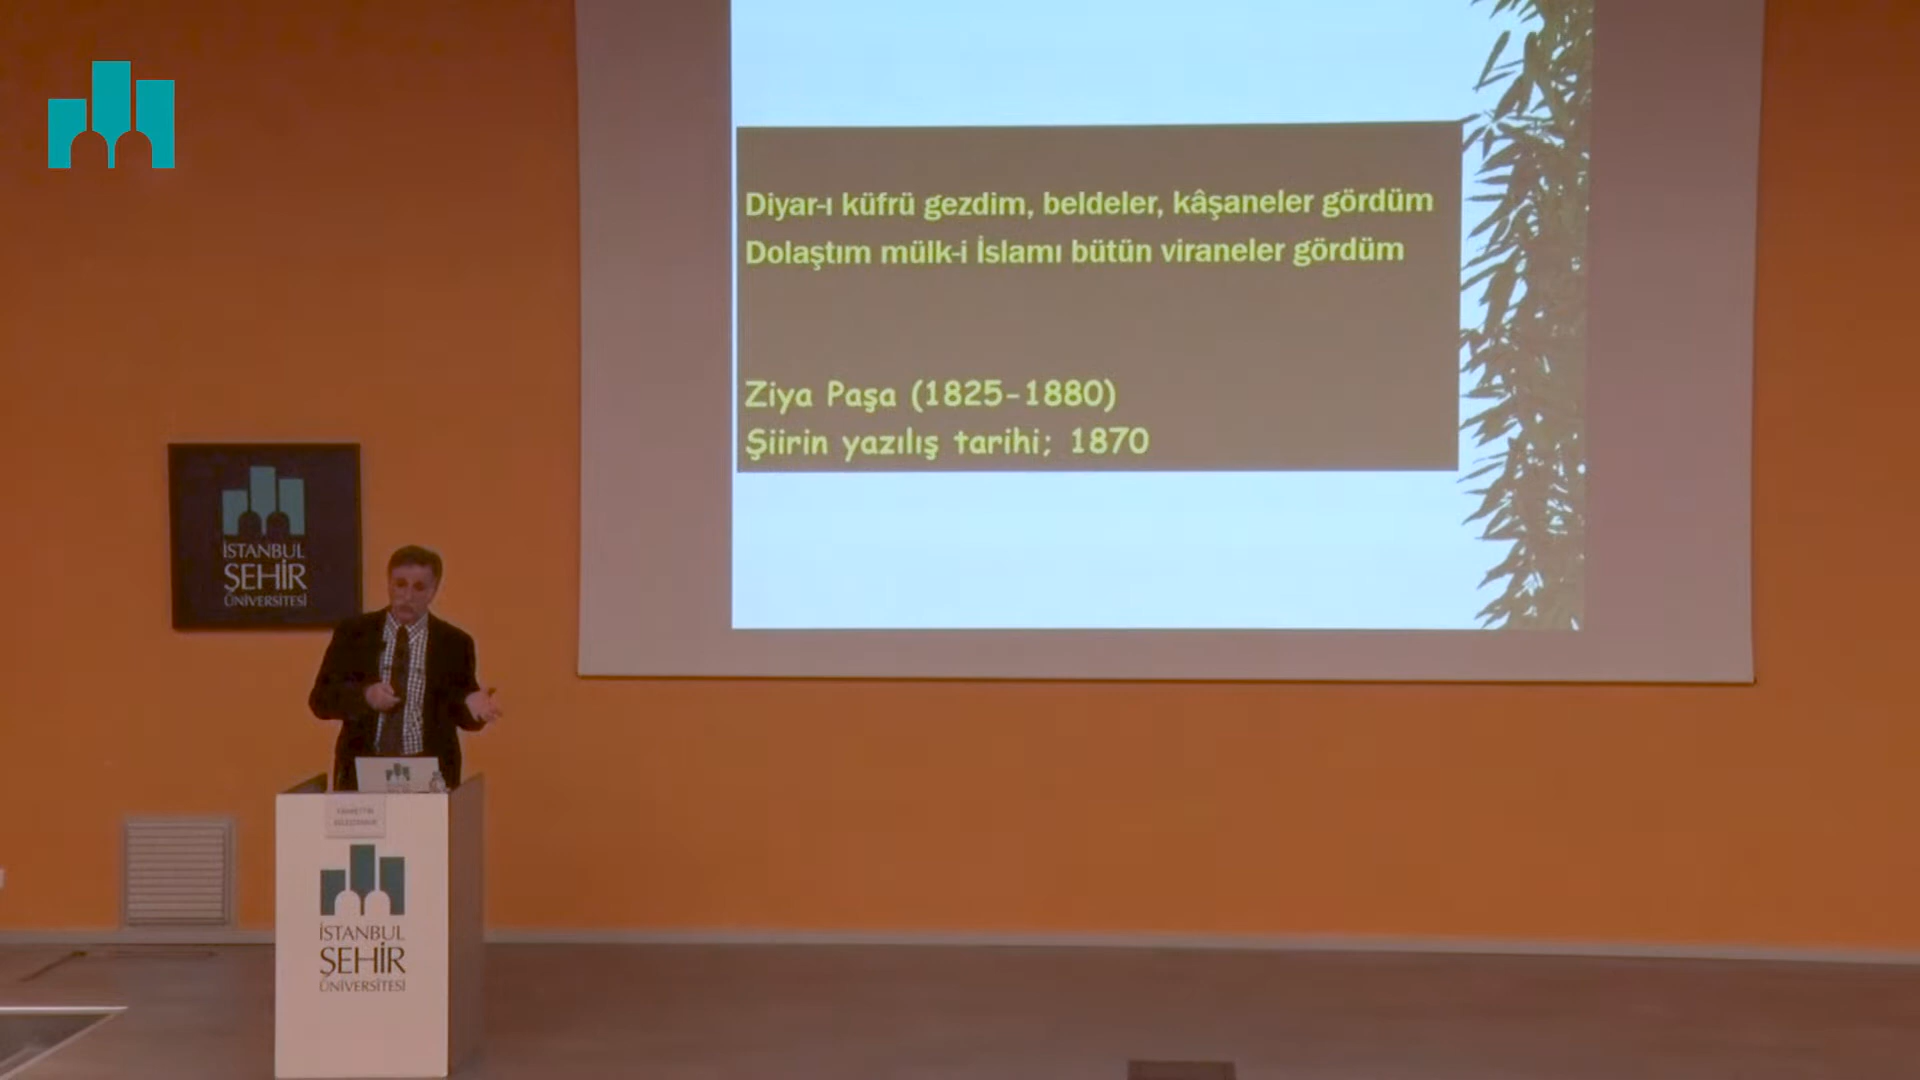 Diyar-ı küfrü gezdim, beldeler, kâşaneler gördüm
Dolaştım mülk-i İslamı bütün viraneler gördüm
Ziya Paşa (1825-1880)
Şiirin yazılış tarihi; 1870
İSTANBUL
ŞEHİR
ÜNİVERSİTESİ
İSTANBUL
ŞEHİR
ÜNİVERSİTESİ